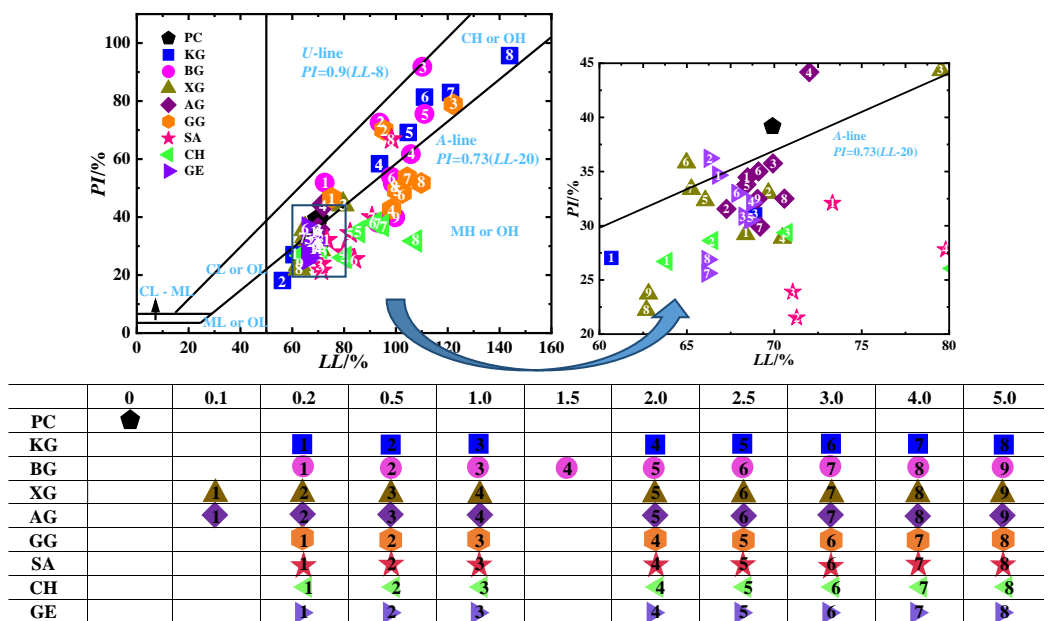 PI/%
100
80
60
40
20
0
0 20 40 60 80 100 120 140 160
LL/%
PC
KG
BG
XG
AG
GG
SA
CH
GE
U-line
PI=0.9(LL-8)
CH or OH
A-line
PI=0.73(LL-20)
MH or OH
CL or OL
CL - ML
ML or OL
PI/%
45
40
35
30
25
20
60 65 70 75 80
LL/%
A-line
PI=0.73(LL-20)
0 0.1 0.2 0.5 1.0 1.5 2.0 2.5 3.0 4.0 5.0
PC
KG 1 2 3 4 5 6 7 8
BG 1 2 3 4 5 6 7 8 9
XG 1 2 3 4 5 6 7 8 9
AG 1 2 3 4 5 6 7 8 9
GG 1 2 3 4 5 6 7 8
SA 1 2 3 4 5 6 7 8
CH 1 2 3 4 5 6 7 8
GE 1 2 3 4 5 6 7 8